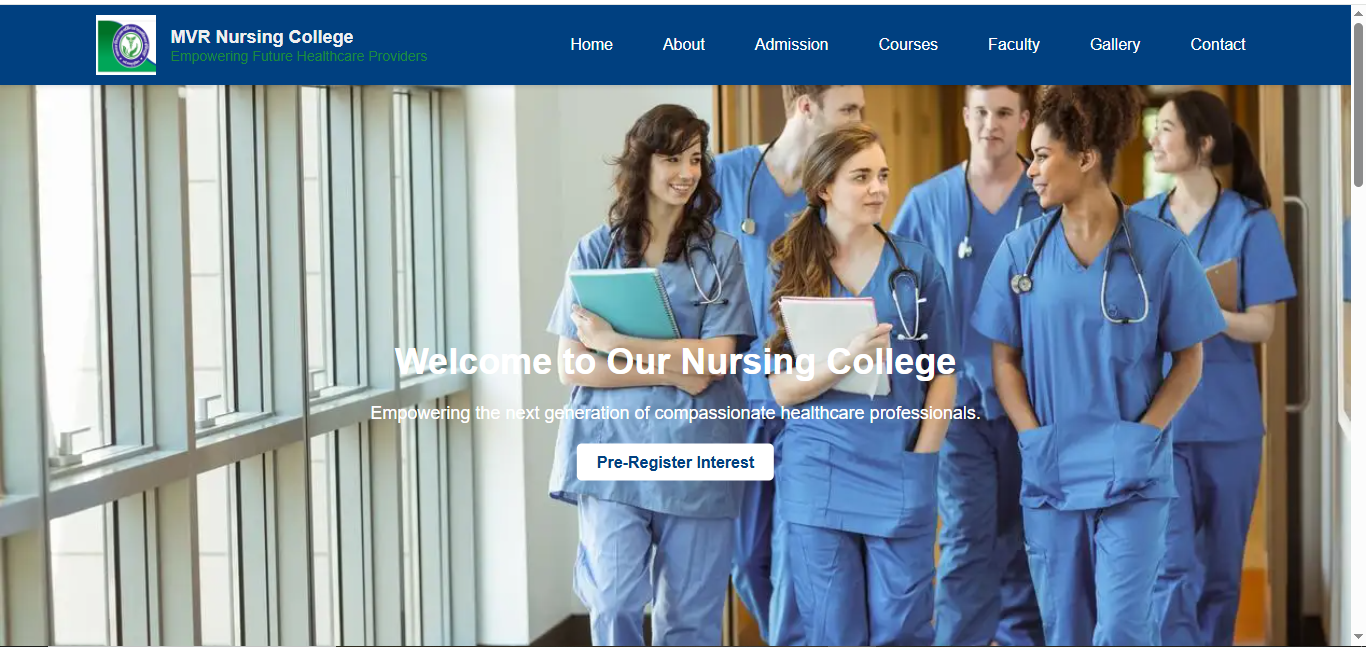 MVR Nursing College
Empowering Future Healthcare Providers
Home About Admission Courses Faculty Gallery Contact
Welcome to Our Nursing College
Empowering the next generation of compassionate healthcare professionals.
Pre-Register Interest